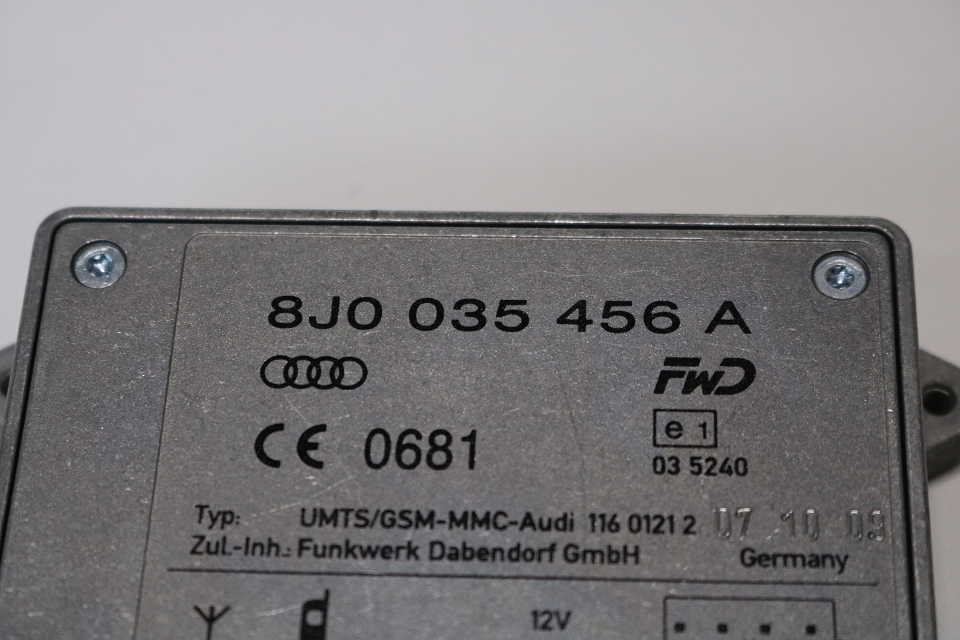 8J0 035 456 A
FWD
CE 0681
e 1
03 5240
Typ: UMTS/GSM-MMC-Audi 116 0121 2 07 10 09
Zul.-Inh.: Funkwerk Dabendorf GmbH Germany
12V